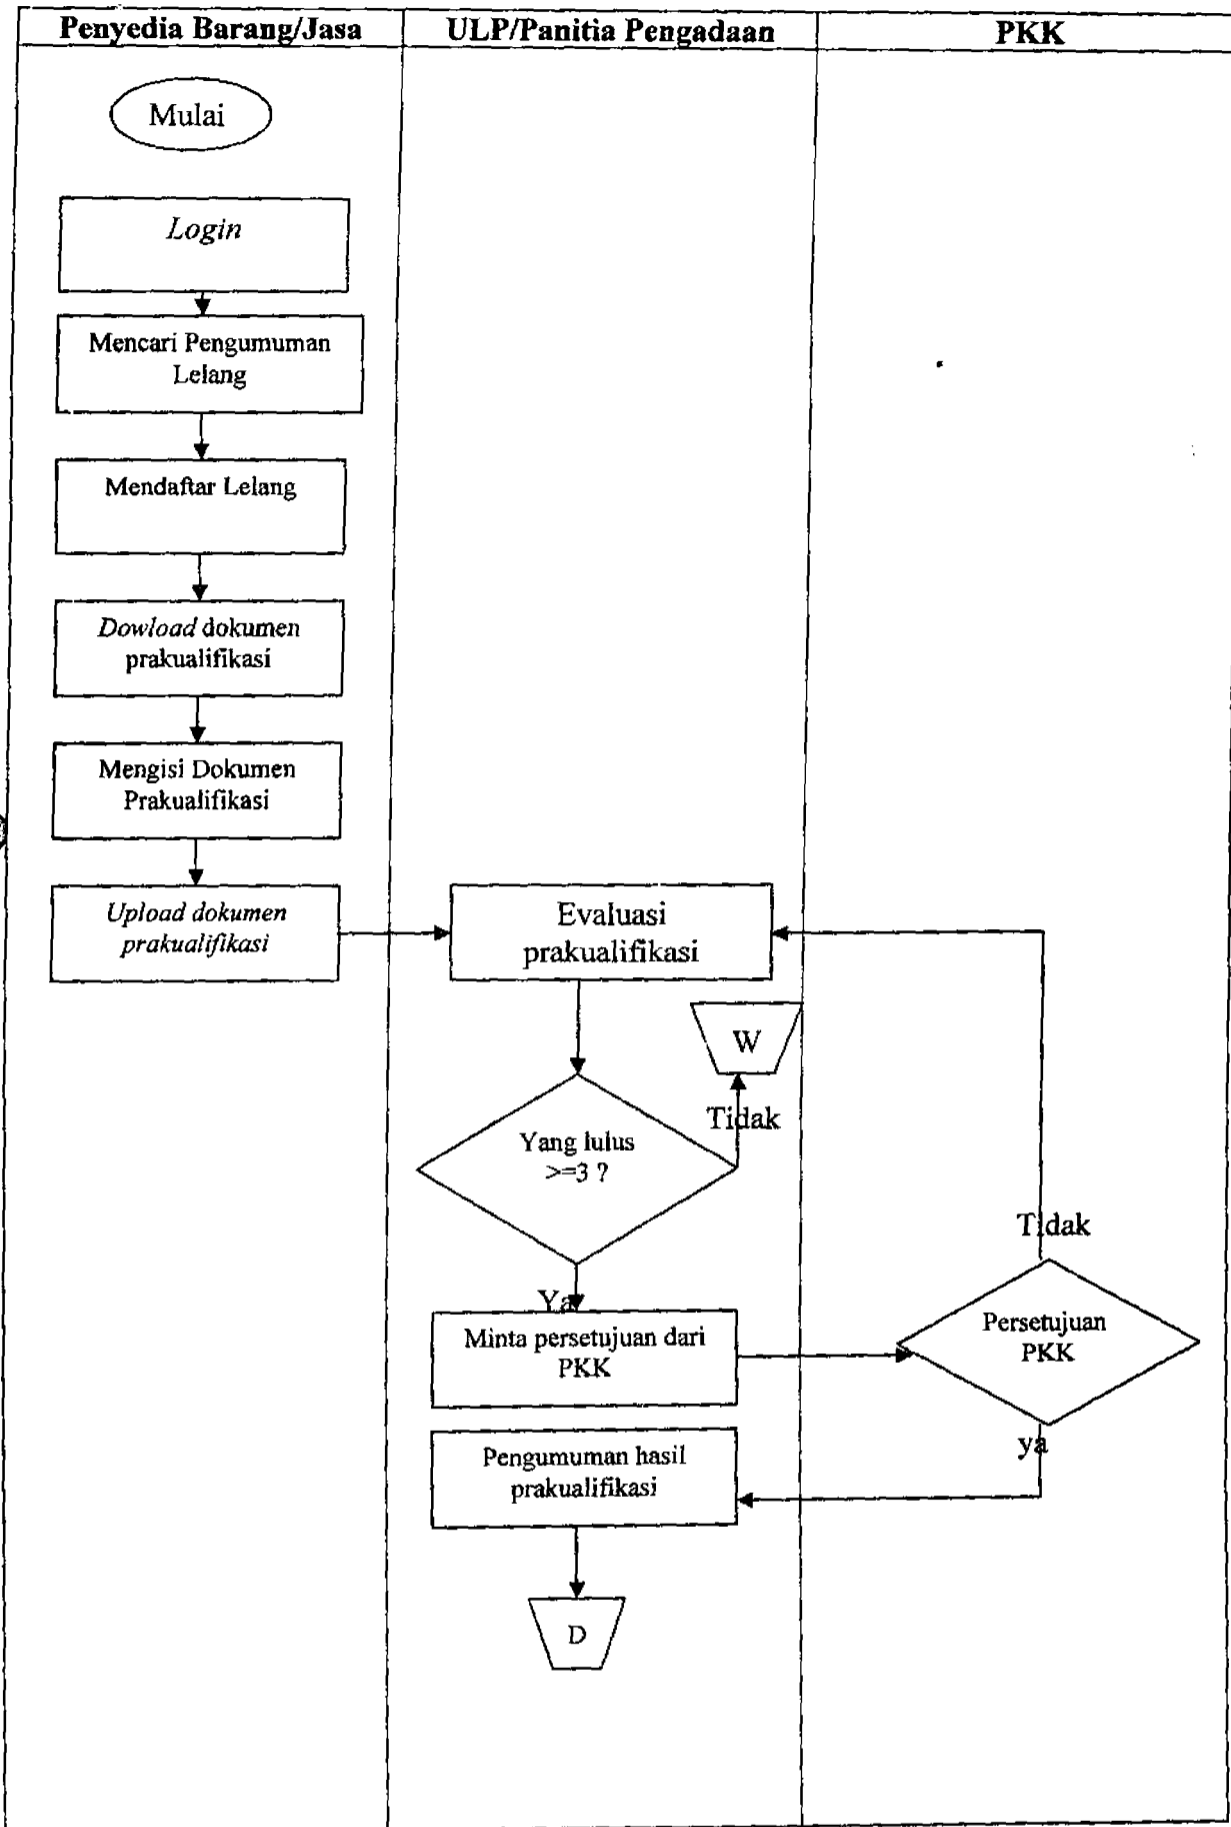 Penyedia Barang/Jasa
ULP/Panitia Pengadaan
PKK
Mulai
Login
Mencari Pengumuman
Lelang
Mendaftar Lelang
Dowload dokumen
prakualifikasi
Mengisi Dokumen
Prakualifikasi
Upload dokumen
prakualifikasi
Evaluasi
prakualifikasi
W
Tidak
Yang lulus
>=3 ?
Ya
Minta persetujuan dari
PKK
Tidak
Persetujuan
PKK
ya
Pengumuman hasil
prakualifikasi
D